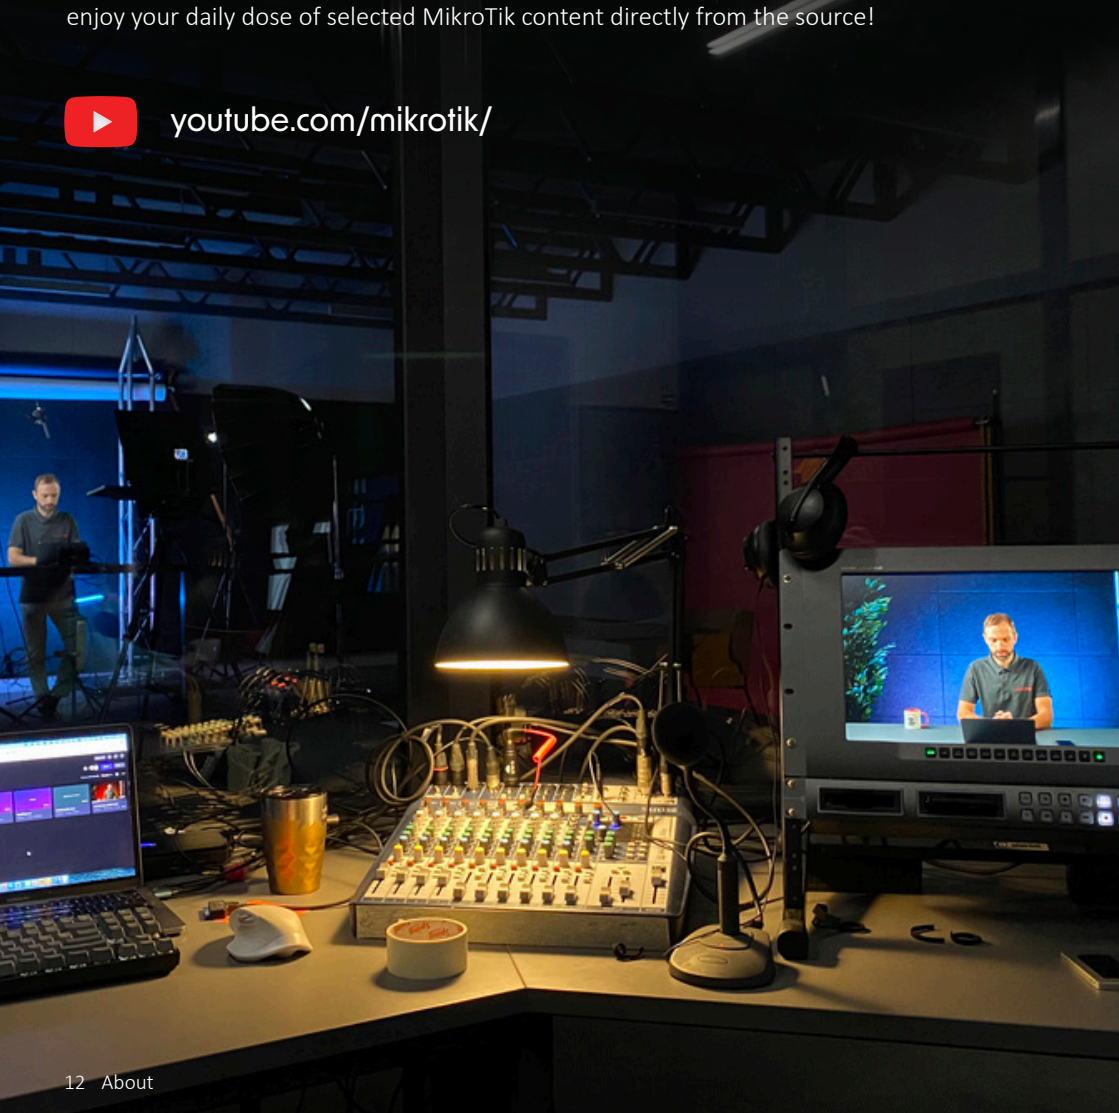 enjoy your daily dose of selected MikroTik content directly from the source!
youtube.com/mikrotik/
12 About